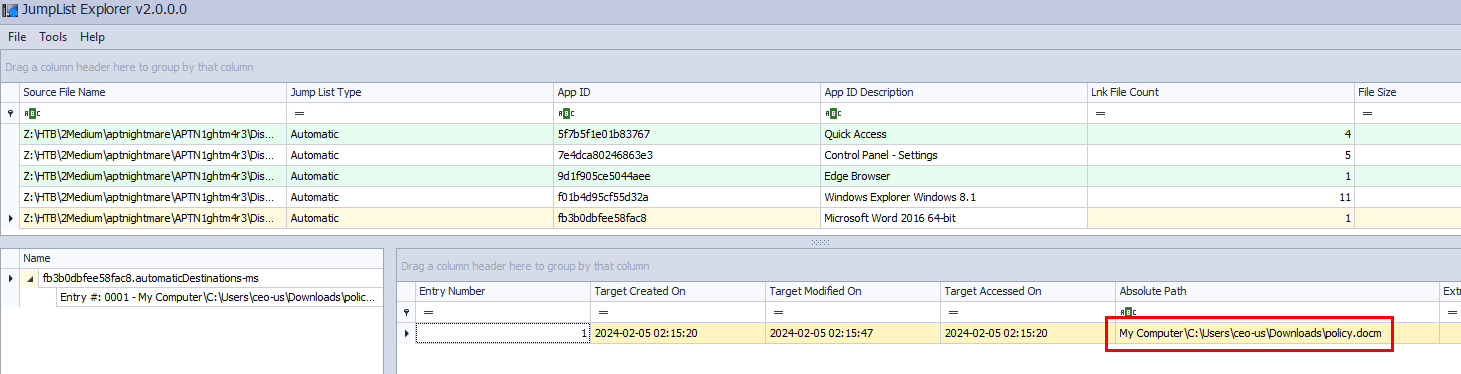 JumpList Explorer v2.0.0.0
File Tools Help
Drag a column header here to group by that column
Source File Name Jump List Type App ID App ID Description Lnk File Count File Size
ABC = ABC ABC = =
Z:\HTB\2Medium\aptnightmare\APTN1ghtm4r3\Dis... Automatic 5f7b5f1e01b83767 Quick Access 4
Z:\HTB\2Medium\aptnightmare\APTN1ghtm4r3\Dis... Automatic 7e4dca80246863e3 Control Panel - Settings 5
Z:\HTB\2Medium\aptnightmare\APTN1ghtm4r3\Dis... Automatic 9d1f905ce5044aee Edge Browser 1
Z:\HTB\2Medium\aptnightmare\APTN1ghtm4r3\Dis... Automatic f01b4d95cf55d32a Windows Explorer Windows 8.1 11
Z:\HTB\2Medium\aptnightmare\APTN1ghtm4r3\Dis... Automatic fb3b0dbfee58fac8 Microsoft Word 2016 64-bit 1
Name
fb3b0dbfee58fac8.automaticDestinations-ms
Entry #: 0001 - My Computer\C:\Users\ceo-us\Downloads\polic...
Drag a column header here to group by that column
Entry Number Target Created On Target Modified On Target Accessed On Absolute Path Extr
= = = = ABC =
1 2024-02-05 02:15:20 2024-02-05 02:15:47 2024-02-05 02:15:20 My Computer\C:\Users\ceo-us\Downloads\policy.docm